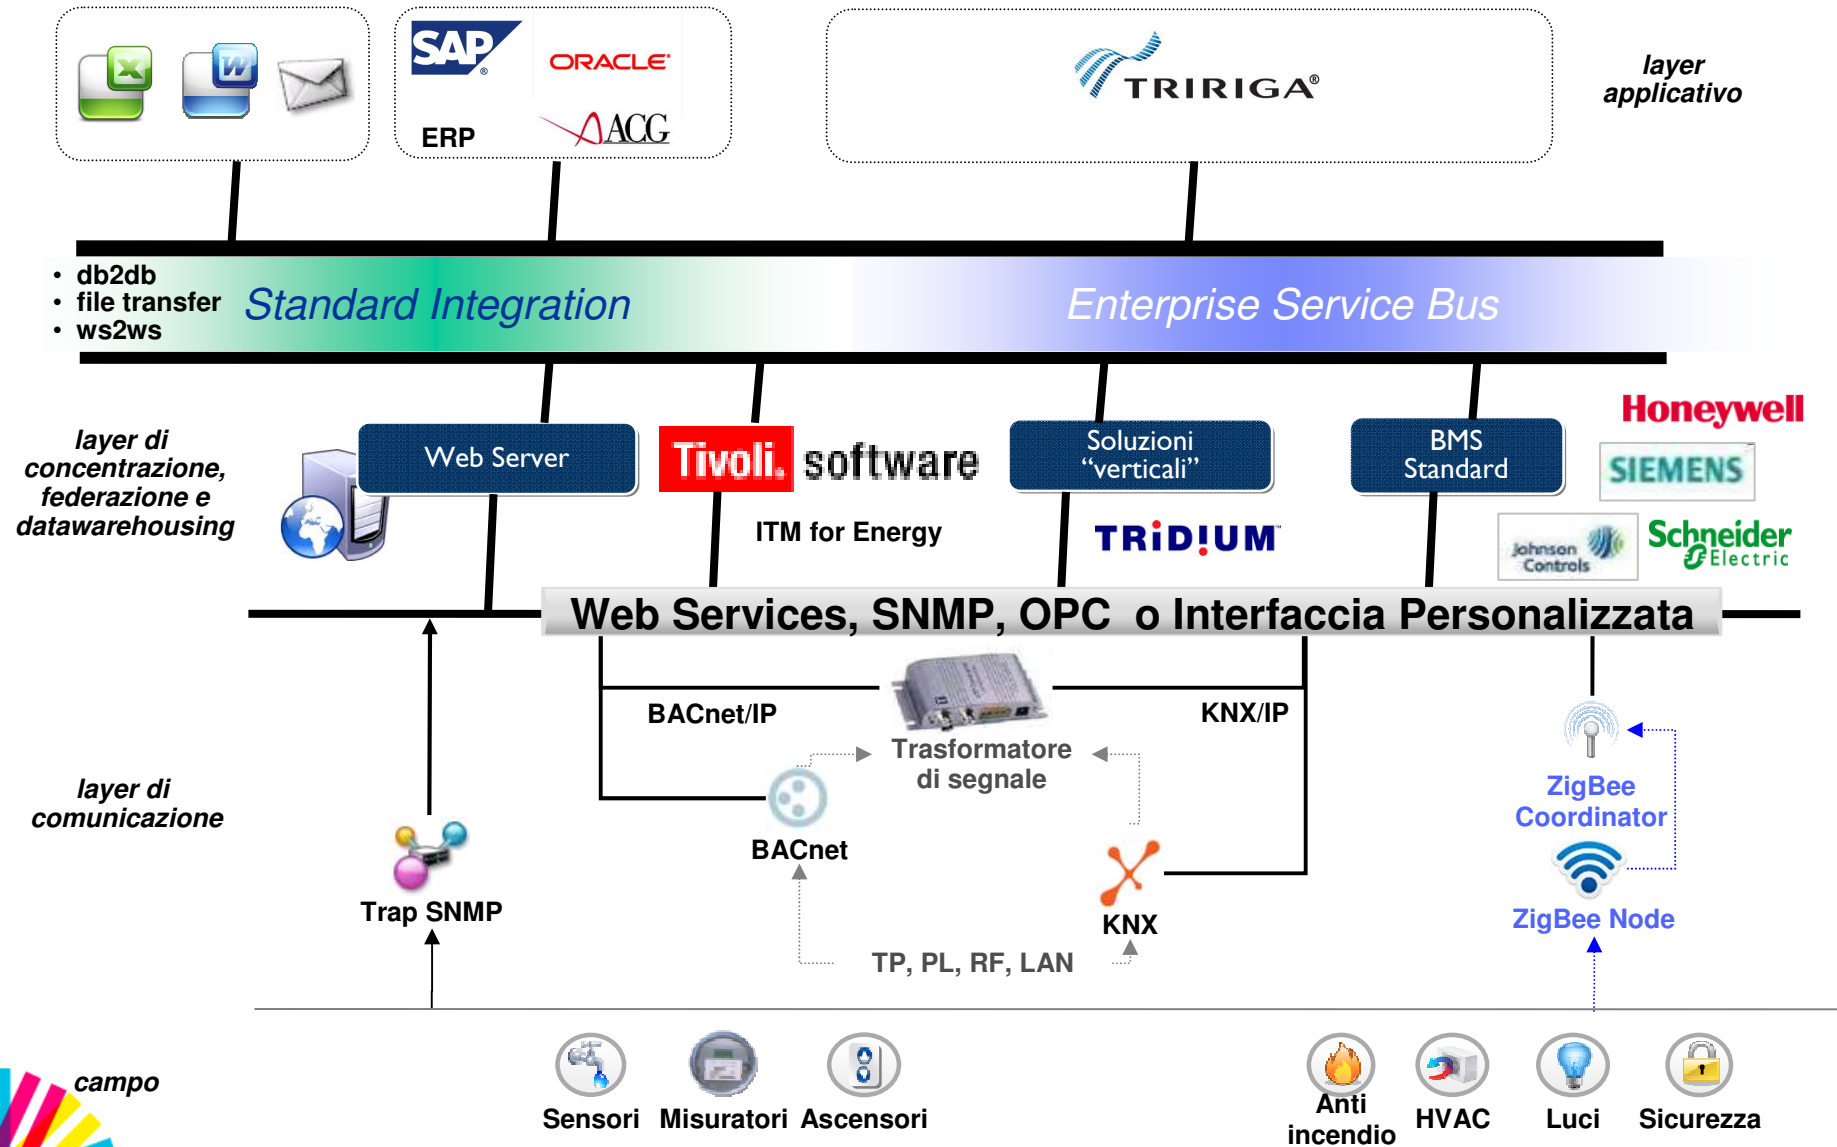 SAP
ORACLE
ERP
ACG
TRIRIGA®
layer
applicativo
• db2db
• file transfer
• ws2ws
Standard Integration
Enterprise Service Bus
layer di
concentrazione,
federazione e
datawarehousing
Web Server
Tivoli. software
ITM for Energy
Soluzioni
“verticali”
TRiDiUM
BMS
Standard
Honeywell
SIEMENS
Johnson
Controls
Schneider
Electric
Web Services, SNMP, OPC o Interfaccia Personalizzata
BACnet/IP
KNX/IP
Trasformatore
di segnale
layer di
comunicazione
BACnet
KNX
Trap SNMP
TP, PL, RF, LAN
ZigBee
Coordinator
ZigBee Node
campo
Sensori
Misuratori
Ascensori
Anti
incendio
HVAC
Luci
Sicurezza